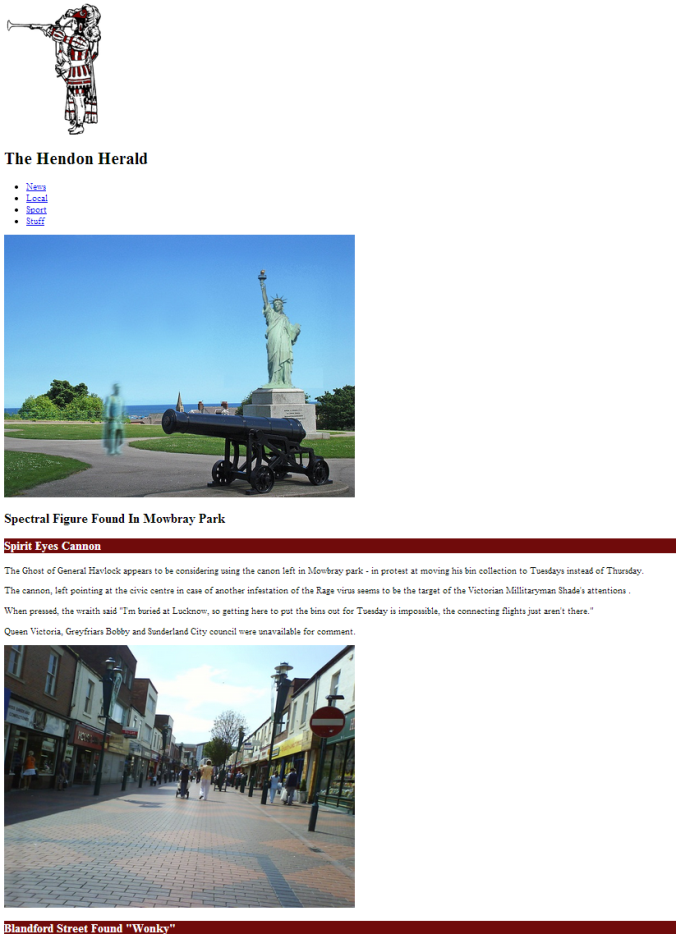 The Hendon Herald
News
Local
Sport
Stuff
Spectral Figure Found In Mowbray Park
Spirit Eyes Cannon
The Ghost of General Havlock appears to be considering using the canon left in Mowbray park - in protest at moving his bin collection to Tuesdays instead of Thursday.
The cannon, left pointing at the civic centre in case of another infestation of the Rage virus seems to be the target of the Victorian Millitaryman Shade's attentions .
When pressed, the wraith said "I'm buried at Lucknow, so getting here to put the bins out for Tuesday is impossible, the connecting flights just aren't there."
Queen Victoria, Greyfriars Bobby and Sunderland City council were unavailable for comment.
Blandford Street Found "Wonky"